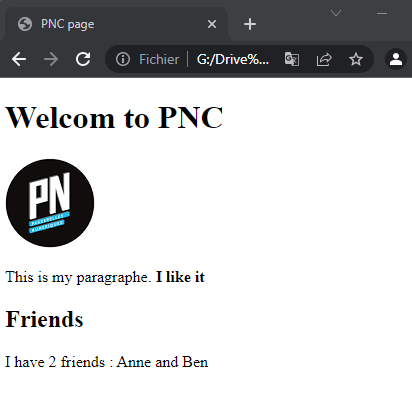 PNC page
Fichier
G:/Drive%...
Welcom to PNC
PN
PASSERELLES
NUMERIQUES
This is my paragraphe. I like it
Friends
I have 2 friends : Anne and Ben